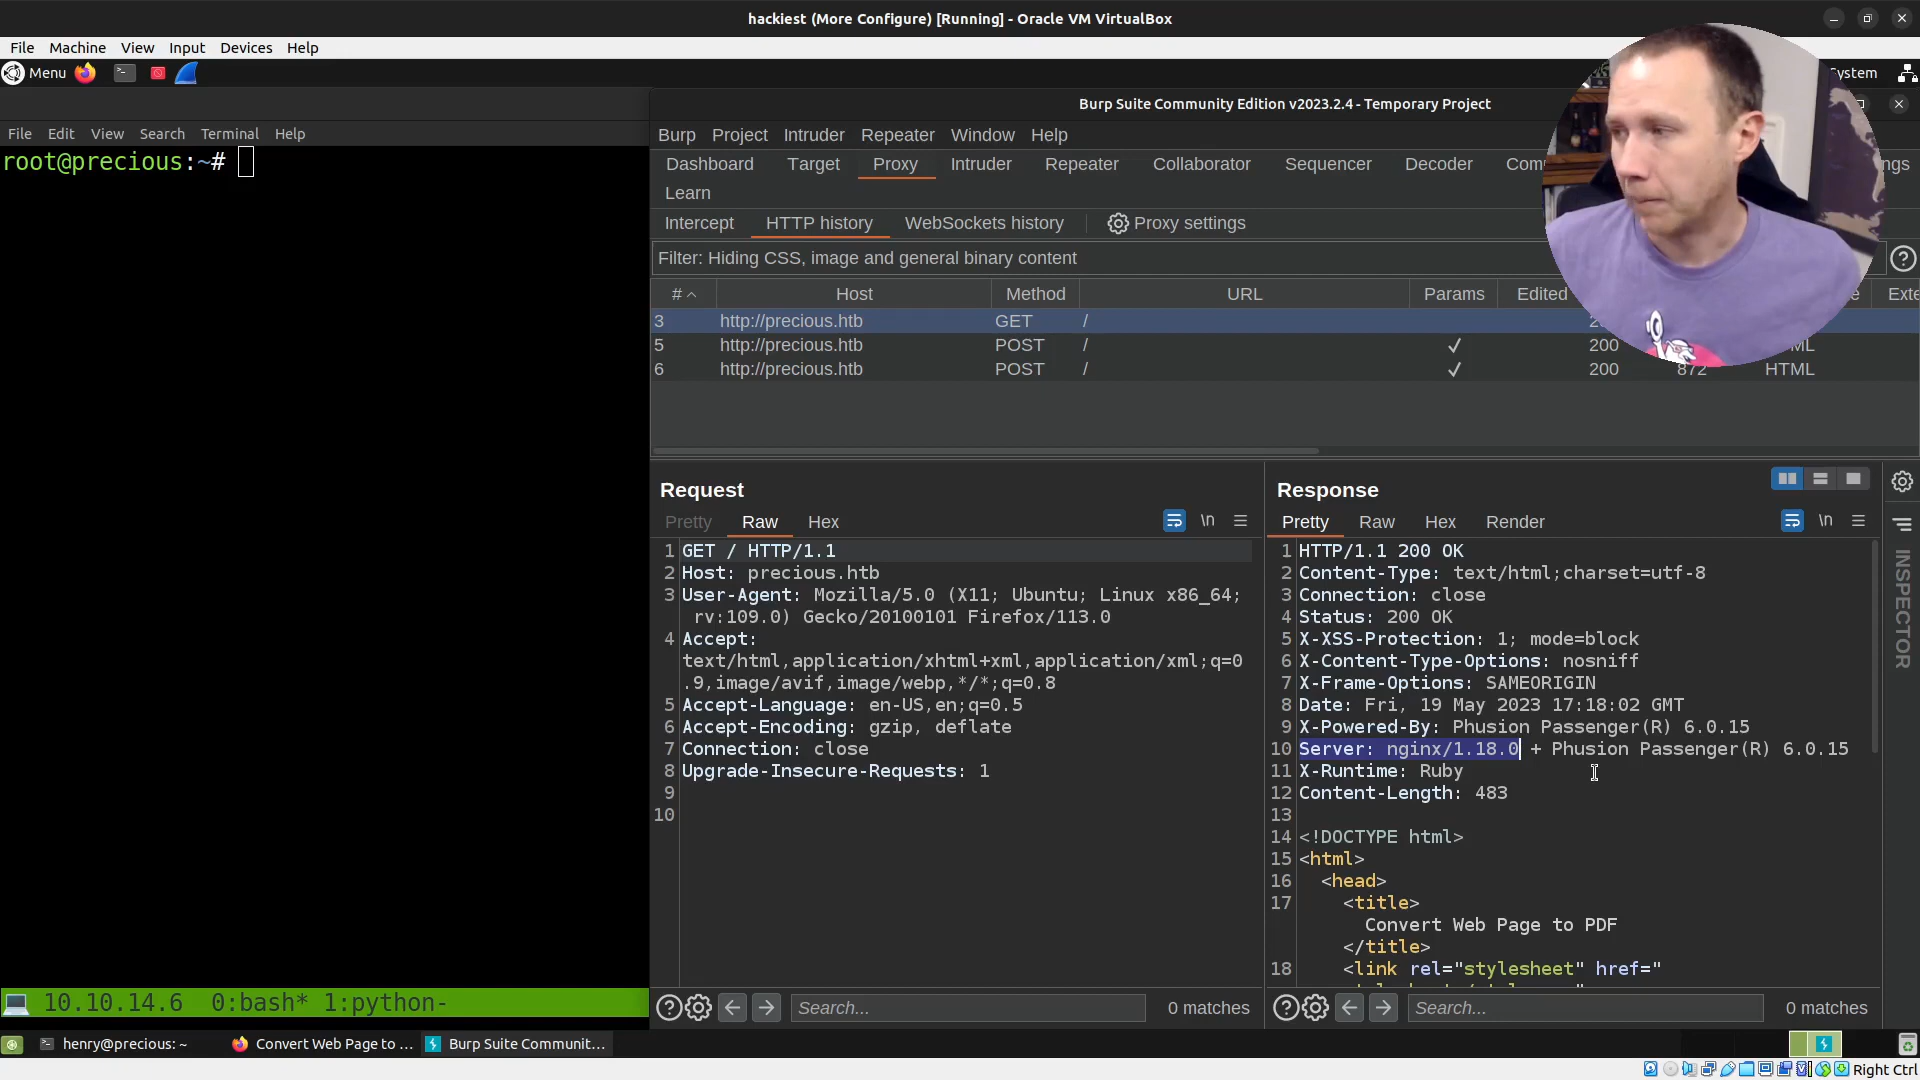 hackiest (More Configure) [Running] - Oracle VM VirtualBox
File Machine View Input Devices Help
Menu
System
Burp Suite Community Edition v2023.2.4 - Temporary Project
File Edit View Search Terminal Help
root@precious:~#
Burp Project Intruder Repeater Window Help
Dashboard Target Proxy Intruder Repeater Collaborator Sequencer Decoder
Learn
Intercept HTTP history WebSockets history Proxy settings
Filter: Hiding CSS, image and general binary content
# Host Method URL Params Edited
3 http://precious.htb GET /
5 http://precious.htb POST / ✓ 200
6 http://precious.htb POST / ✓ 200 872 HTML
Request
Pretty Raw Hex \n
1 GET / HTTP/1.1
2 Host: precious.htb
3 User-Agent: Mozilla/5.0 (X11; Ubuntu; Linux x86_64;
rv:109.0) Gecko/20100101 Firefox/113.0
4 Accept:
text/html,application/xhtml+xml,application/xml;q=0
.9,image/avif,image/webp,*/*;q=0.8
5 Accept-Language: en-US,en;q=0.5
6 Accept-Encoding: gzip, deflate
7 Connection: close
8 Upgrade-Insecure-Requests: 1
9
10
Search... 0 matches
Response
Pretty Raw Hex Render \n
1 HTTP/1.1 200 OK
2 Content-Type: text/html;charset=utf-8
3 Connection: close
4 Status: 200 OK
5 X-XSS-Protection: 1; mode=block
6 X-Content-Type-Options: nosniff
7 X-Frame-Options: SAMEORIGIN
8 Date: Fri, 19 May 2023 17:18:02 GMT
9 X-Powered-By: Phusion Passenger(R) 6.0.15
10 Server: nginx/1.18.0 + Phusion Passenger(R) 6.0.15
11 X-Runtime: Ruby
12 Content-Length: 483
13
14 <!DOCTYPE html>
15 <html>
16 <head>
17 <title>
Convert Web Page to PDF
</title>
18 <link rel="stylesheet" href="
Search... 0 matches
INSPECTOR
10.10.14.6 0:bash* 1:python-
henry@precious: ~ Convert Web Page to ... Burp Suite Communit...
Right Ctrl